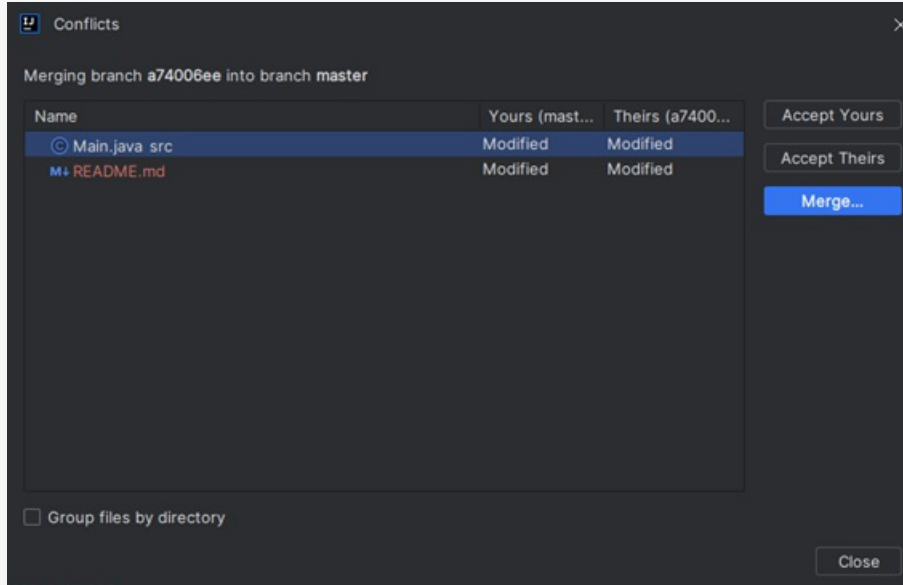 Conflicts
Merging branch a74006ee into branch master
Name Yours (mast... Theirs (a7400...
Main.java src Modified Modified
README.md Modified Modified
Accept Yours
Accept Theirs
Merge...
Group files by directory
Close